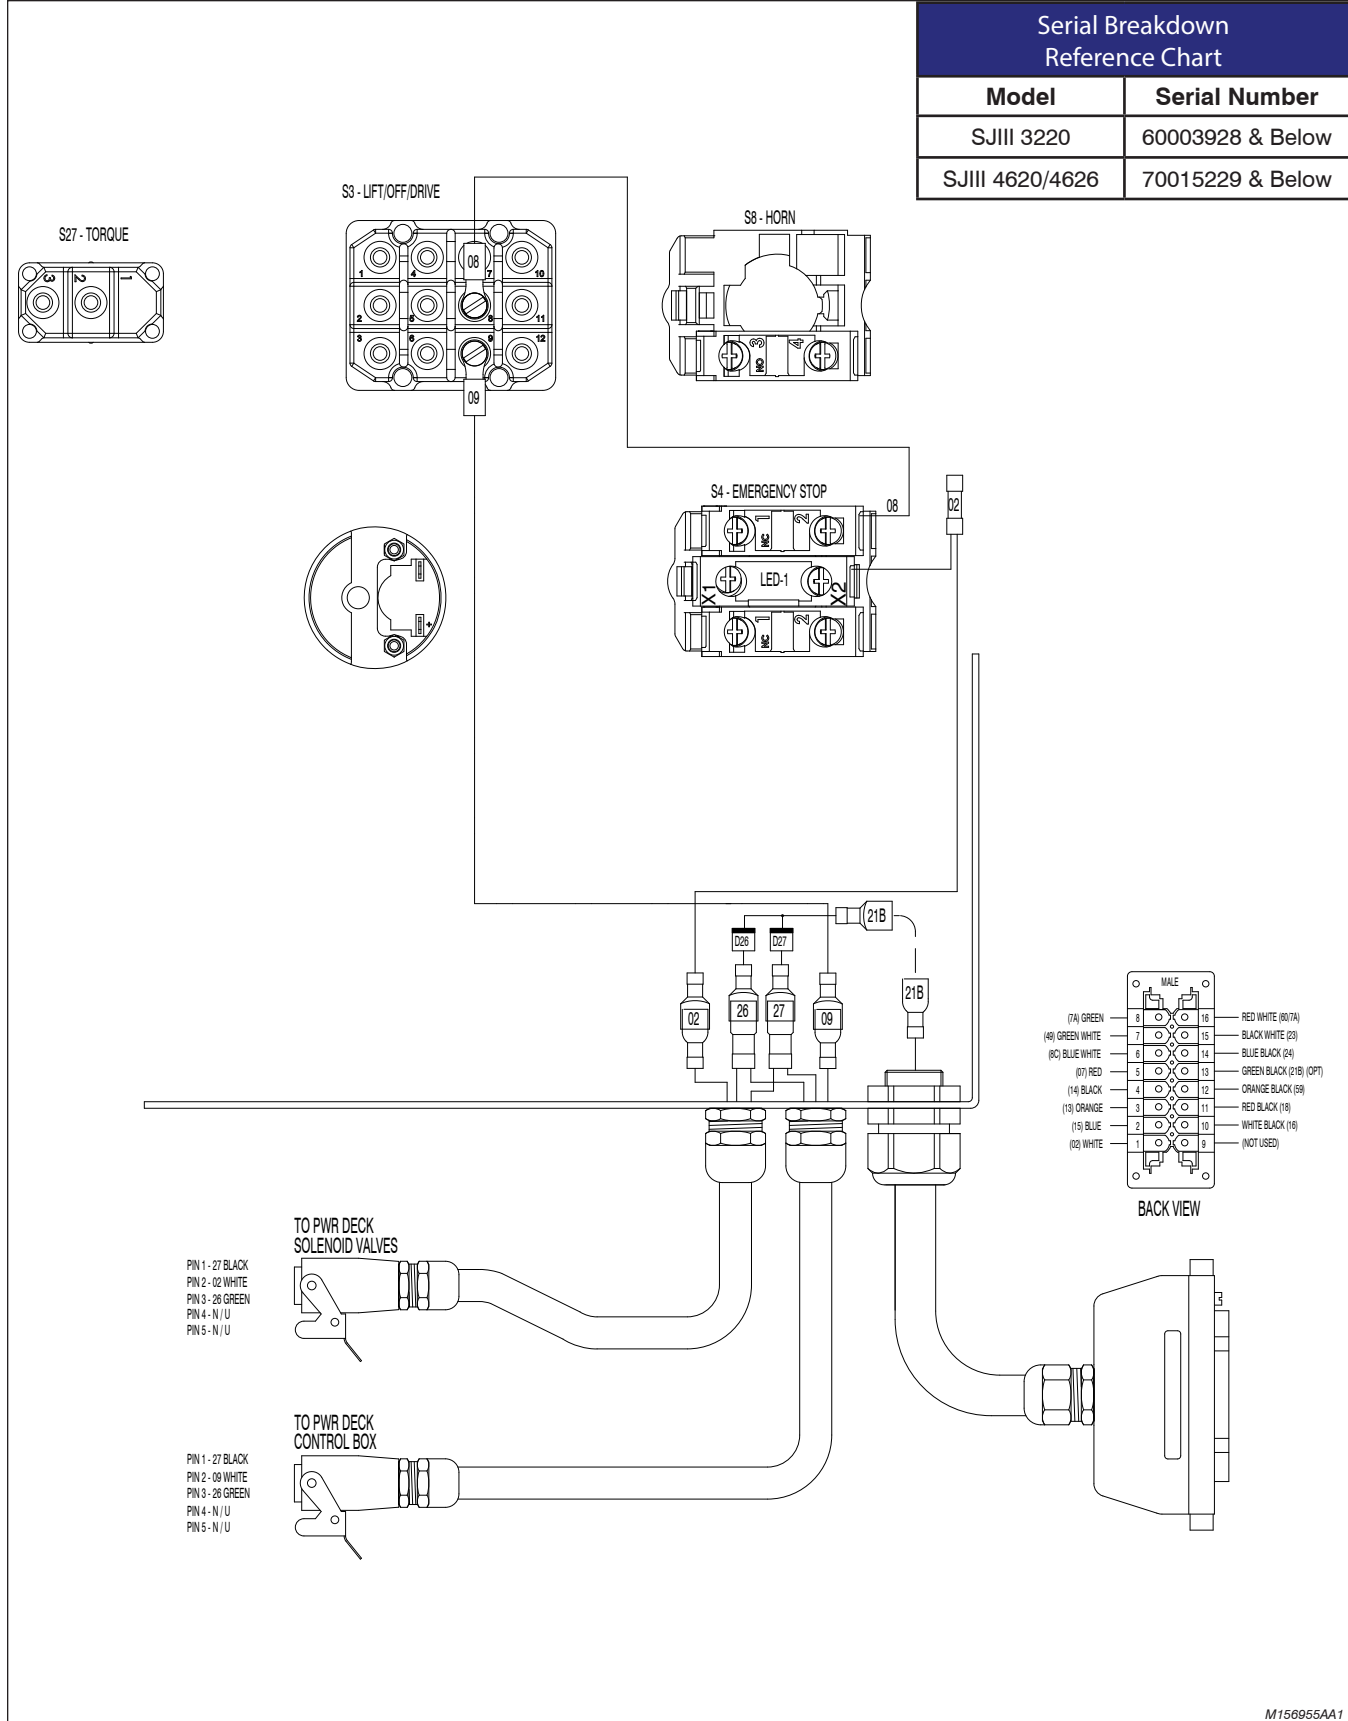 Serial Breakdown
Reference Chart
Model Serial Number
SJIII 3220 60003928 & Below
SJIII 4620/4626 70015229 & Below
S3 - LIFT/OFF/DRIVE
S27 - TORQUE
S8 - HORN
3 2 1
1 4 08 7 10
2 5 8 11
3 6 9 12
09
NO 3 4
S4 - EMERGENCY STOP
08
02
NC 1 2
X1 LED-1 X2
NC 1 2
+
21B
D26 D27
02 26 27 09
21B
MALE
(7A) GREEN 8 16 RED WHITE (60/7A)
(49) GREEN WHITE 7 15 BLACK WHITE (23)
(8C) BLUE WHITE 6 14 BLUE BLACK (24)
(07) RED 5 13 GREEN BLACK (21B) (OPT)
(14) BLACK 4 12 ORANGE BLACK (59)
(13) ORANGE 3 11 RED BLACK (18)
(15) BLUE 2 10 WHITE BLACK (16)
(02) WHITE 1 9 (NOT USED)
BACK VIEW
TO PWR DECK
SOLENOID VALVES
PIN 1 - 27 BLACK
PIN 2 - 02 WHITE
PIN 3 - 26 GREEN
PIN 4 - N / U
PIN 5 - N / U
TO PWR DECK
CONTROL BOX
PIN 1 - 27 BLACK
PIN 2 - 09 WHITE
PIN 3 - 26 GREEN
PIN 4 - N / U
PIN 5 - N / U
M156955AA1